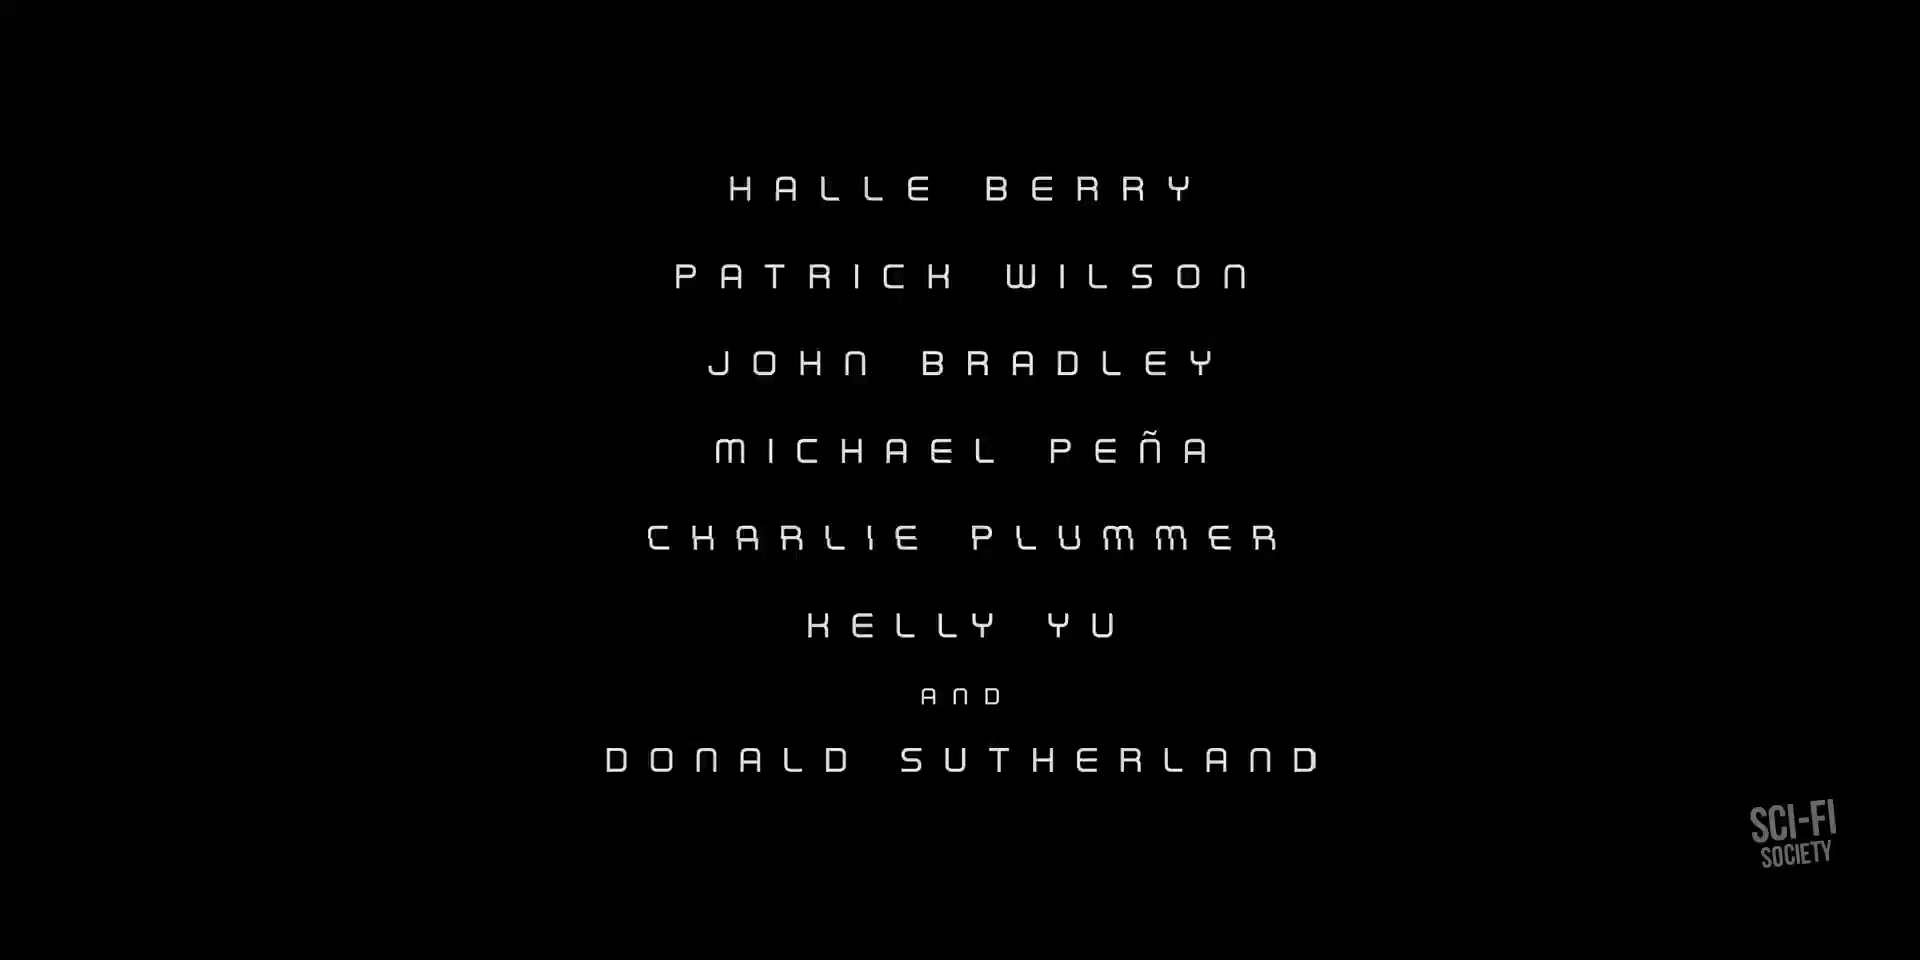 HALLE BERRY
PATRICK WILSON
JOHN BRADLEY
MICHAEL PEÑA
CHARLIE PLUMMER
KELLY YU
AND
DONALD SUTHERLAND
SCI-FI
SOCIETY